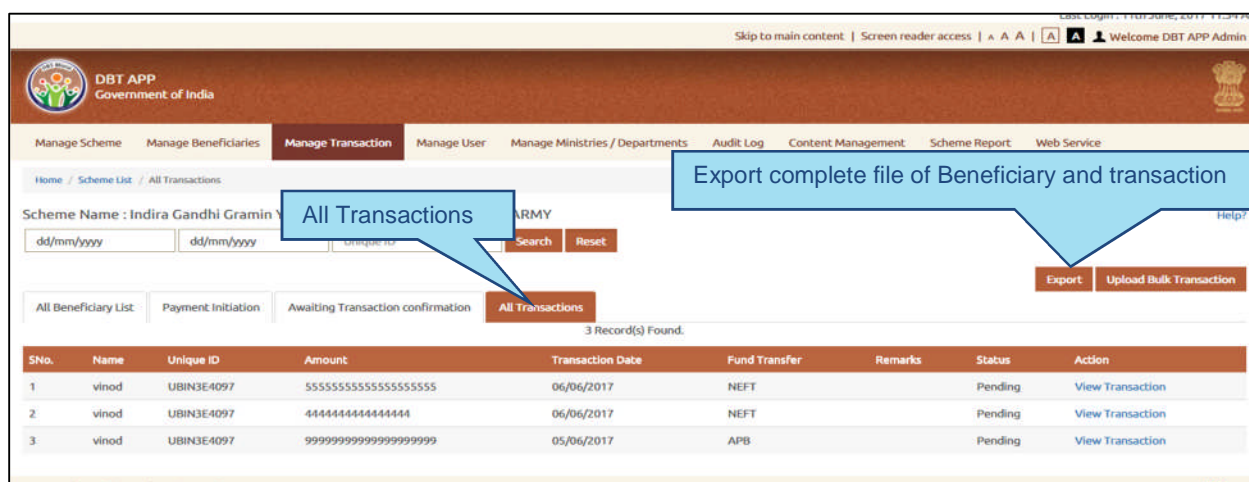 Skip to main content | Screen reader access | A A A | A A Welcome DBT APP Admin
DBT APP
Government of India
Manage Scheme Manage Beneficiaries Manage Transaction Manage User Manage Ministries / Departments Audit Log Content Management Scheme Report Web Service
Home / Scheme List / All Transactions
Export complete file of Beneficiary and transaction
Scheme Name : Indira Gandhi Gramin
All Transactions
ARMY
Help?
dd/mm/yyyy dd/mm/yyyy Unique ID Search Reset
Export Upload Bulk Transaction
All Beneficiary List Payment Initiation Awaiting Transaction confirmation All Transactions
3 Record(s) Found.
SNo. Name Unique ID Amount Transaction Date Fund Transfer Remarks Status Action
1 vinod UBIN3E4097 55555555555555555555 06/06/2017 NEFT Pending View Transaction
2 vinod UBIN3E4097 4444444444444444 06/06/2017 NEFT Pending View Transaction
3 vinod UBIN3E4097 99999999999999999999 05/06/2017 APB Pending View Transaction